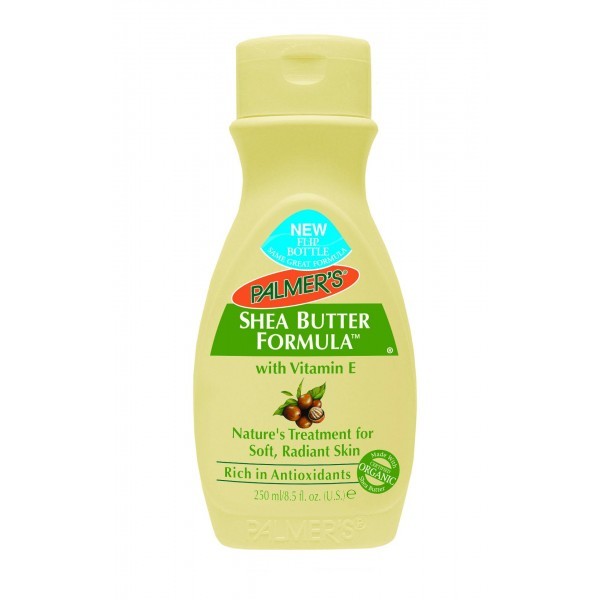 NEW
FLIP
BOTTLE
SAME GREAT FORMULA
PALMER'S®
SHEA BUTTER
FORMULA™
®
with Vitamin E
Nature's Treatment for
Soft, Radiant Skin
Rich in Antioxidants
Made With
CERTIFIED
ORGANIC
Shea Butter
250 ml/8.5 fl. oz. (U.S.) ℮
PALMER'S®